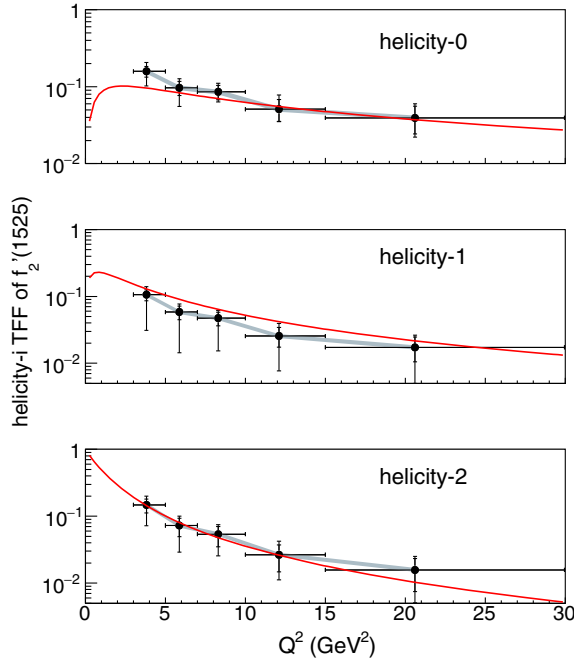 1
helicity-0
10⁻¹
10⁻²
1
helicity-1
10⁻¹
10⁻²
1
helicity-2
10⁻¹
10⁻²
0 5 10 15 20 25 30
Q² (GeV²)
helicity-i TFF of f₂'(1525)